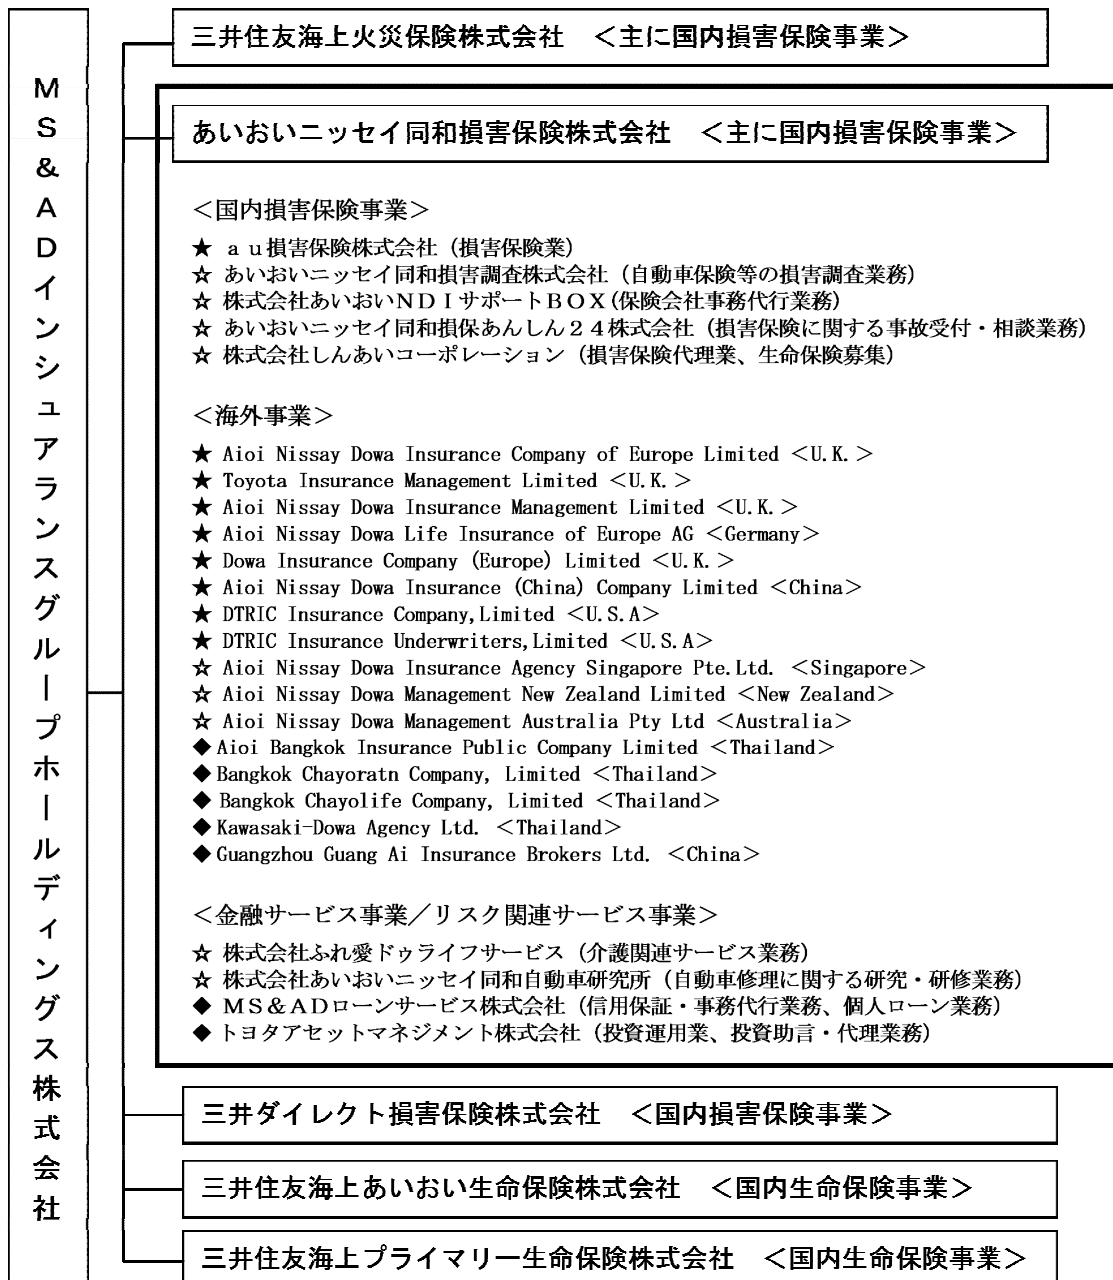 MS&ADインシュアランスグループホールディングス株式会社
三井住友海上火災保険株式会社　＜主に国内損害保険事業＞
あいおいニッセイ同和損害保険株式会社　＜主に国内損害保険事業＞
＜国内損害保険事業＞
★ ａｕ損害保険株式会社（損害保険業）
☆ あいおいニッセイ同和損害調査株式会社（自動車保険等の損害調査業務）
☆ 株式会社あいおいＮＤＩサポートＢＯＸ(保険会社事務代行業務)
☆ あいおいニッセイ同和損保あんしん２４株式会社（損害保険に関する事故受付・相談業務）
☆ 株式会社しんあいコーポレーション（損害保険代理業、生命保険募集）
＜海外事業＞
★ Aioi Nissay Dowa Insurance Company of Europe Limited ＜U.K.＞
★ Toyota Insurance Management Limited ＜U.K.＞
★ Aioi Nissay Dowa Insurance Management Limited ＜U.K.＞
★ Aioi Nissay Dowa Life Insurance of Europe AG ＜Germany＞
★ Dowa Insurance Company (Europe) Limited ＜U.K.＞
★ Aioi Nissay Dowa Insurance (China) Company Limited ＜China＞
★ DTRIC Insurance Company,Limited ＜U.S.A＞
★ DTRIC Insurance Underwriters,Limited ＜U.S.A＞
☆ Aioi Nissay Dowa Insurance Agency Singapore Pte.Ltd. ＜Singapore＞
☆ Aioi Nissay Dowa Management New Zealand Limited ＜New Zealand＞
☆ Aioi Nissay Dowa Management Australia Pty Ltd ＜Australia＞
◆ Aioi Bangkok Insurance Public Company Limited ＜Thailand＞
◆ Bangkok Chayoratn Company, Limited ＜Thailand＞
◆ Bangkok Chayolife Company, Limited ＜Thailand＞
◆ Kawasaki-Dowa Agency Ltd. ＜Thailand＞
◆ Guangzhou Guang Ai Insurance Brokers Ltd. ＜China＞
＜金融サービス事業／リスク関連サービス事業＞
☆ 株式会社ふれ愛ドゥライフサービス（介護関連サービス業務）
☆ 株式会社あいおいニッセイ同和自動車研究所（自動車修理に関する研究・研修業務）
◆ ＭＳ＆ＡＤローンサービス株式会社（信用保証・事務代行業務、個人ローン業務）
◆ トヨタアセットマネジメント株式会社（投資運用業、投資助言・代理業務）
三井ダイレクト損害保険株式会社　＜国内損害保険事業＞
三井住友海上あいおい生命保険株式会社　＜国内生命保険事業＞
三井住友海上プライマリー生命保険株式会社　＜国内生命保険事業＞